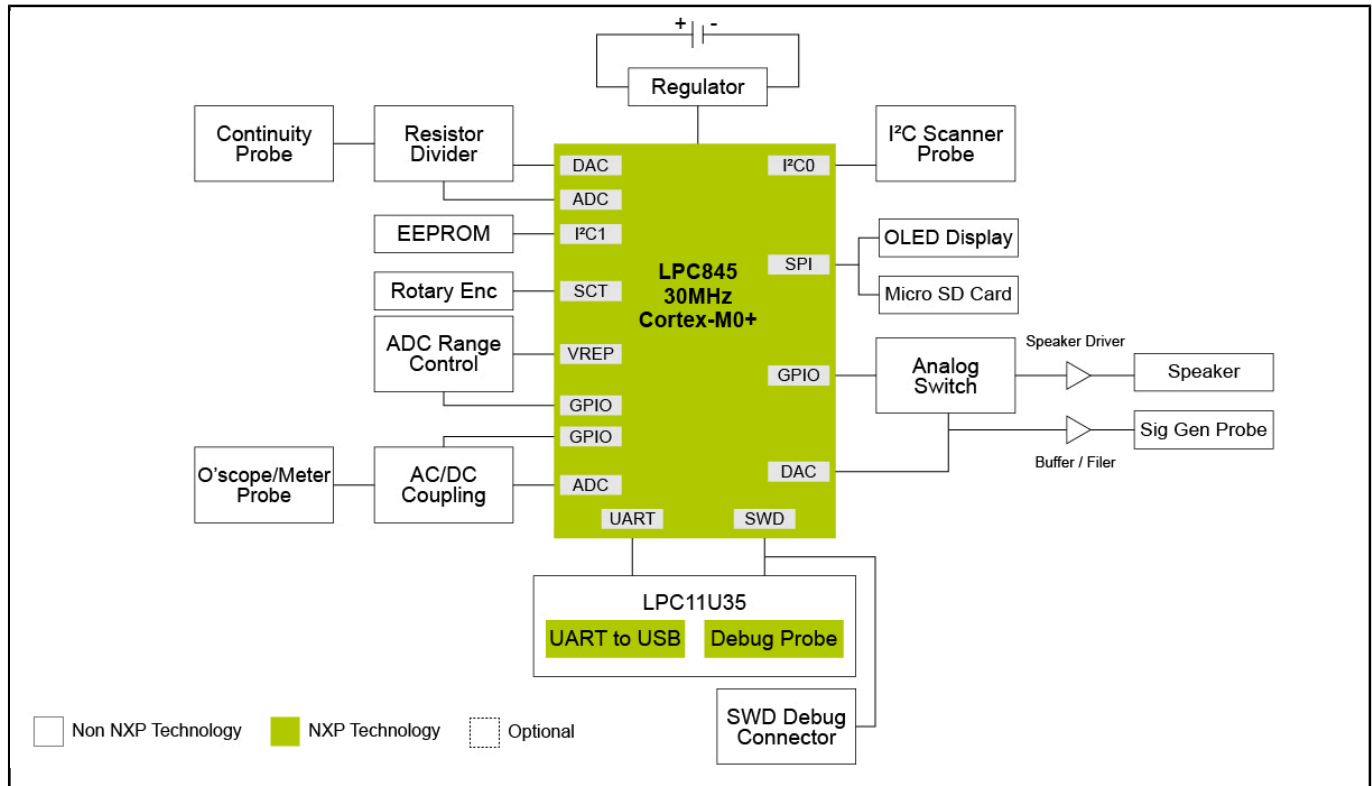 + -
Regulator
Continuity
Probe
Resistor
Divider
DAC
ADC
EEPROM
I²C1
Rotary Enc
SCT
ADC Range
Control
VREP
GPIO
GPIO
O'scope/Meter
Probe
AC/DC
Coupling
ADC
LPC845
30MHz
Cortex-M0+
I²C0
I²C Scanner
Probe
SPI
OLED Display
Micro SD Card
GPIO
Analog
Switch
Speaker Driver
Speaker
Sig Gen Probe
Buffer / Filer
DAC
UART
SWD
LPC11U35
UART to USB
Debug Probe
SWD Debug
Connector
Non NXP Technology
NXP Technology
Optional